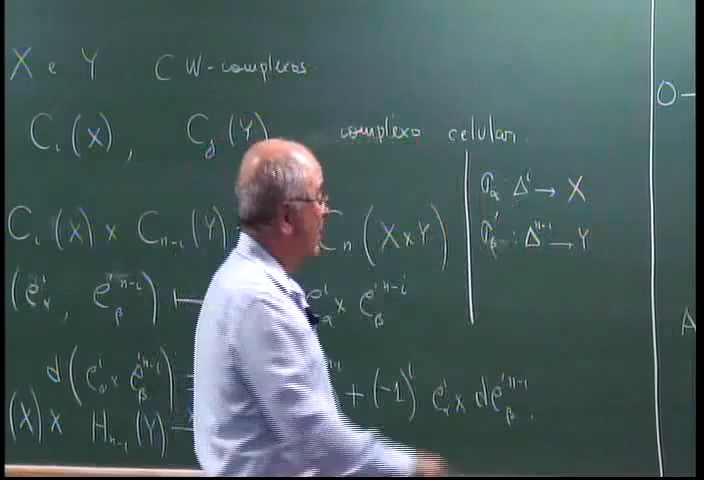 X e Y CW-complexos
C_i(X), C_j(Y) complexo celular
σ_α: Δ^i → X
σ'_β: Δ^{n-i} → Y
C_i(X) × C_{n-i}(Y) C_n(X×Y)
(e^i_α, e'^{n-i}_β) ↦ e^i_α × e'^{n-i}_β
d(e^i_α × e'^{n-i}_β) = + (-1)^i e^i_α × de'^{n-i}_β.
(X) × H_{n-i}(Y)
0
A